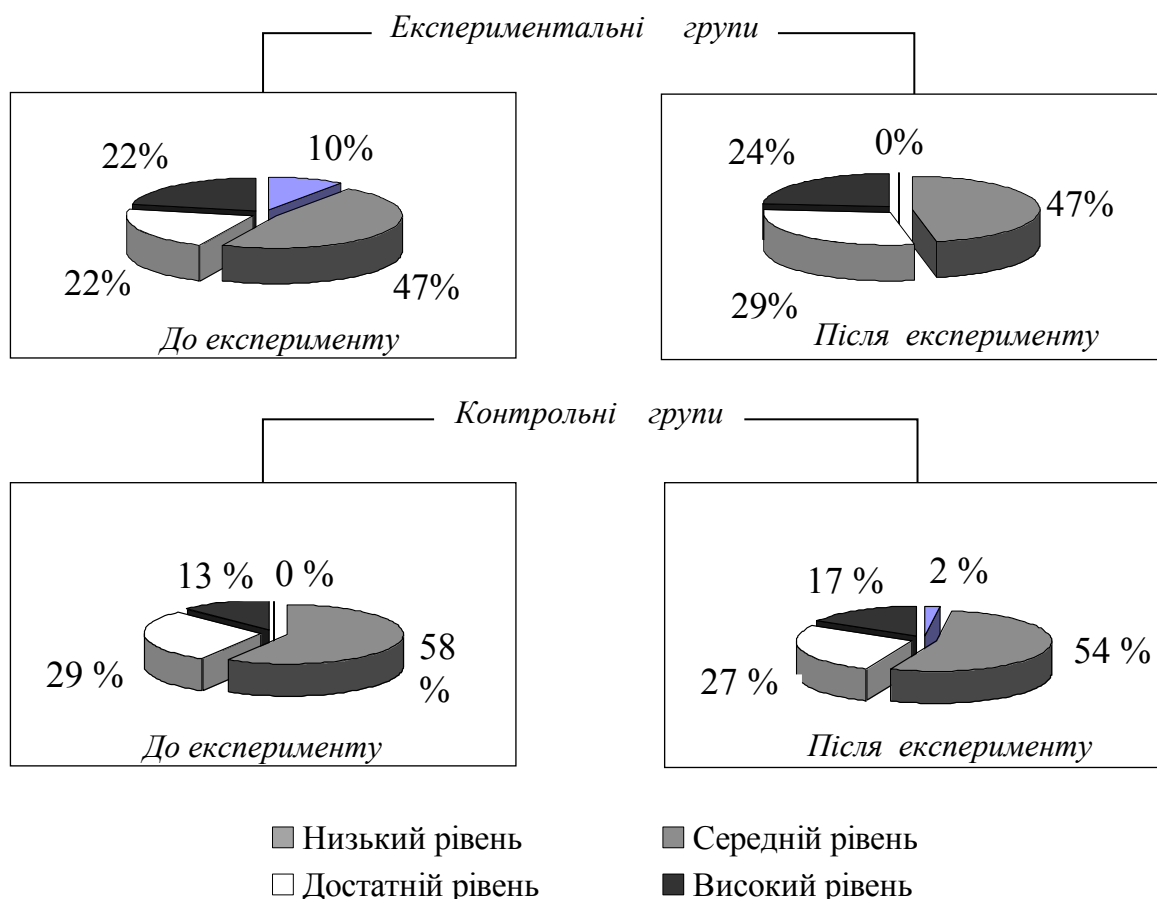 Експериментальні групи
22%
10%
22%
47%
До експерименту
24%
0%
47%
29%
Після експерименту
Контрольні групи
13 %
0 %
29 %
58
%
До експерименту
17 %
2 %
27 %
54 %
Після експерименту
Низький рівень
Середній рівень
Достатній рівень
Високий рівень